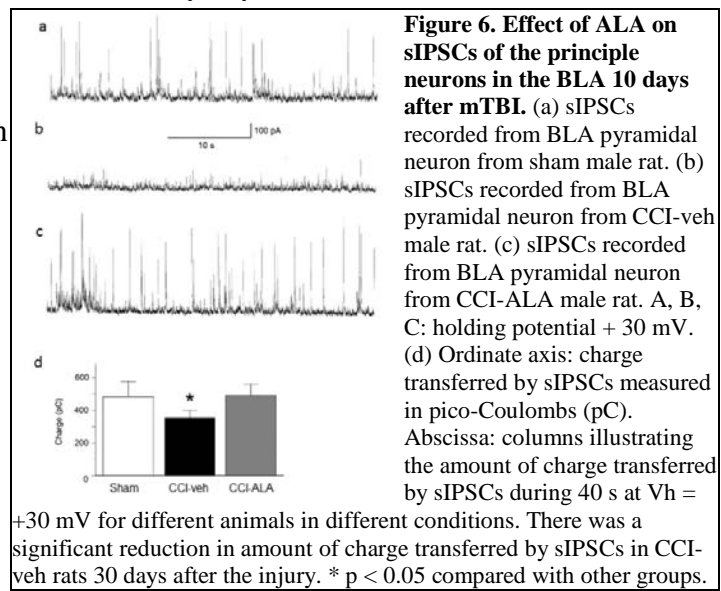 a
b
100 pA
10 s
c
d
600
400
200
0
Charge (pC)
*
Sham
CCI-veh
CCI-ALA
Figure 6. Effect of ALA on
sIPSCs of the principle
neurons in the BLA 10 days
after mTBI. (a) sIPSCs
recorded from BLA pyramidal
neuron from sham male rat. (b)
sIPSCs recorded from BLA
pyramidal neuron from CCI-veh
male rat. (c) sIPSCs recorded
from BLA pyramidal neuron
from CCI-ALA male rat. A, B,
C: holding potential + 30 mV.
(d) Ordinate axis: charge
transferred by sIPSCs measured
in pico-Coulombs (pC).
Abscissa: columns illustrating
the amount of charge transferred
by sIPSCs during 40 s at Vh =
+30 mV for different animals in different conditions. There was a
significant reduction in amount of charge transferred by sIPSCs in CCI-
veh rats 30 days after the injury. * p < 0.05 compared with other groups.